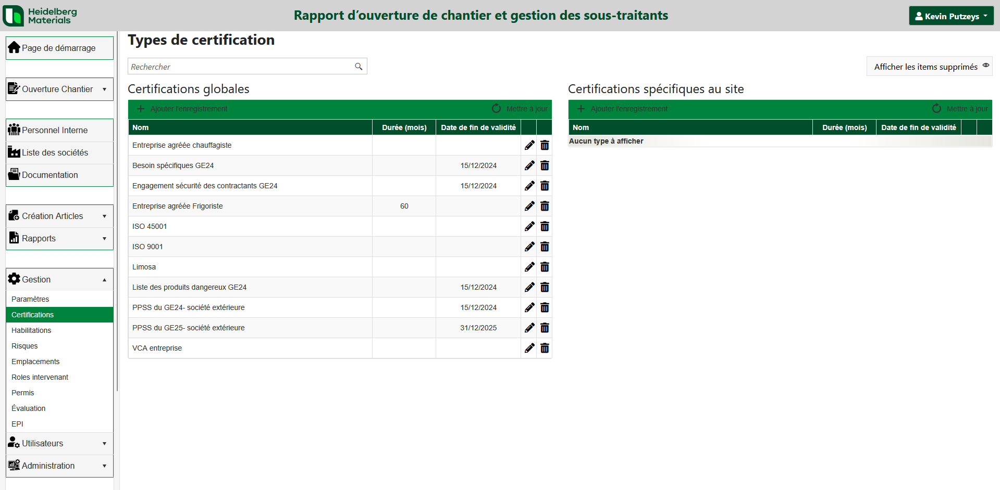 Heidelberg
Materials
Rapport d’ouverture de chantier et gestion des sous-traitants
Kevin Putzeys
Page de démarrage
Ouverture Chantier
Personnel Interne
Liste des sociétés
Documentation
Création Articles
Rapports
Gestion
Paramètres
Certifications
Habilitations
Risques
Emplacements
Roles intervenant
Permis
Évaluation
EPI
Utilisateurs
Administration
Types de certification
Rechercher
Afficher les items supprimés
Certifications globales
Ajouter l'enregistrement Mettre à jour
Nom Durée (mois) Date de fin de validité
Entreprise agréée chauffagiste
Besoin spécifiques GE24 15/12/2024
Engagement sécurité des contractants GE24 15/12/2024
Entreprise agréée Frigoriste 60
ISO 45001
ISO 9001
Limosa
Liste des produits dangereux GE24 15/12/2024
PPSS du GE24- société extérieure 15/12/2024
PPSS du GE25- société extérieure 31/12/2025
VCA entreprise
Certifications spécifiques au site
Ajouter l'enregistrement Mettre à jour
Nom Durée (mois) Date de fin de validité
Aucun type à afficher